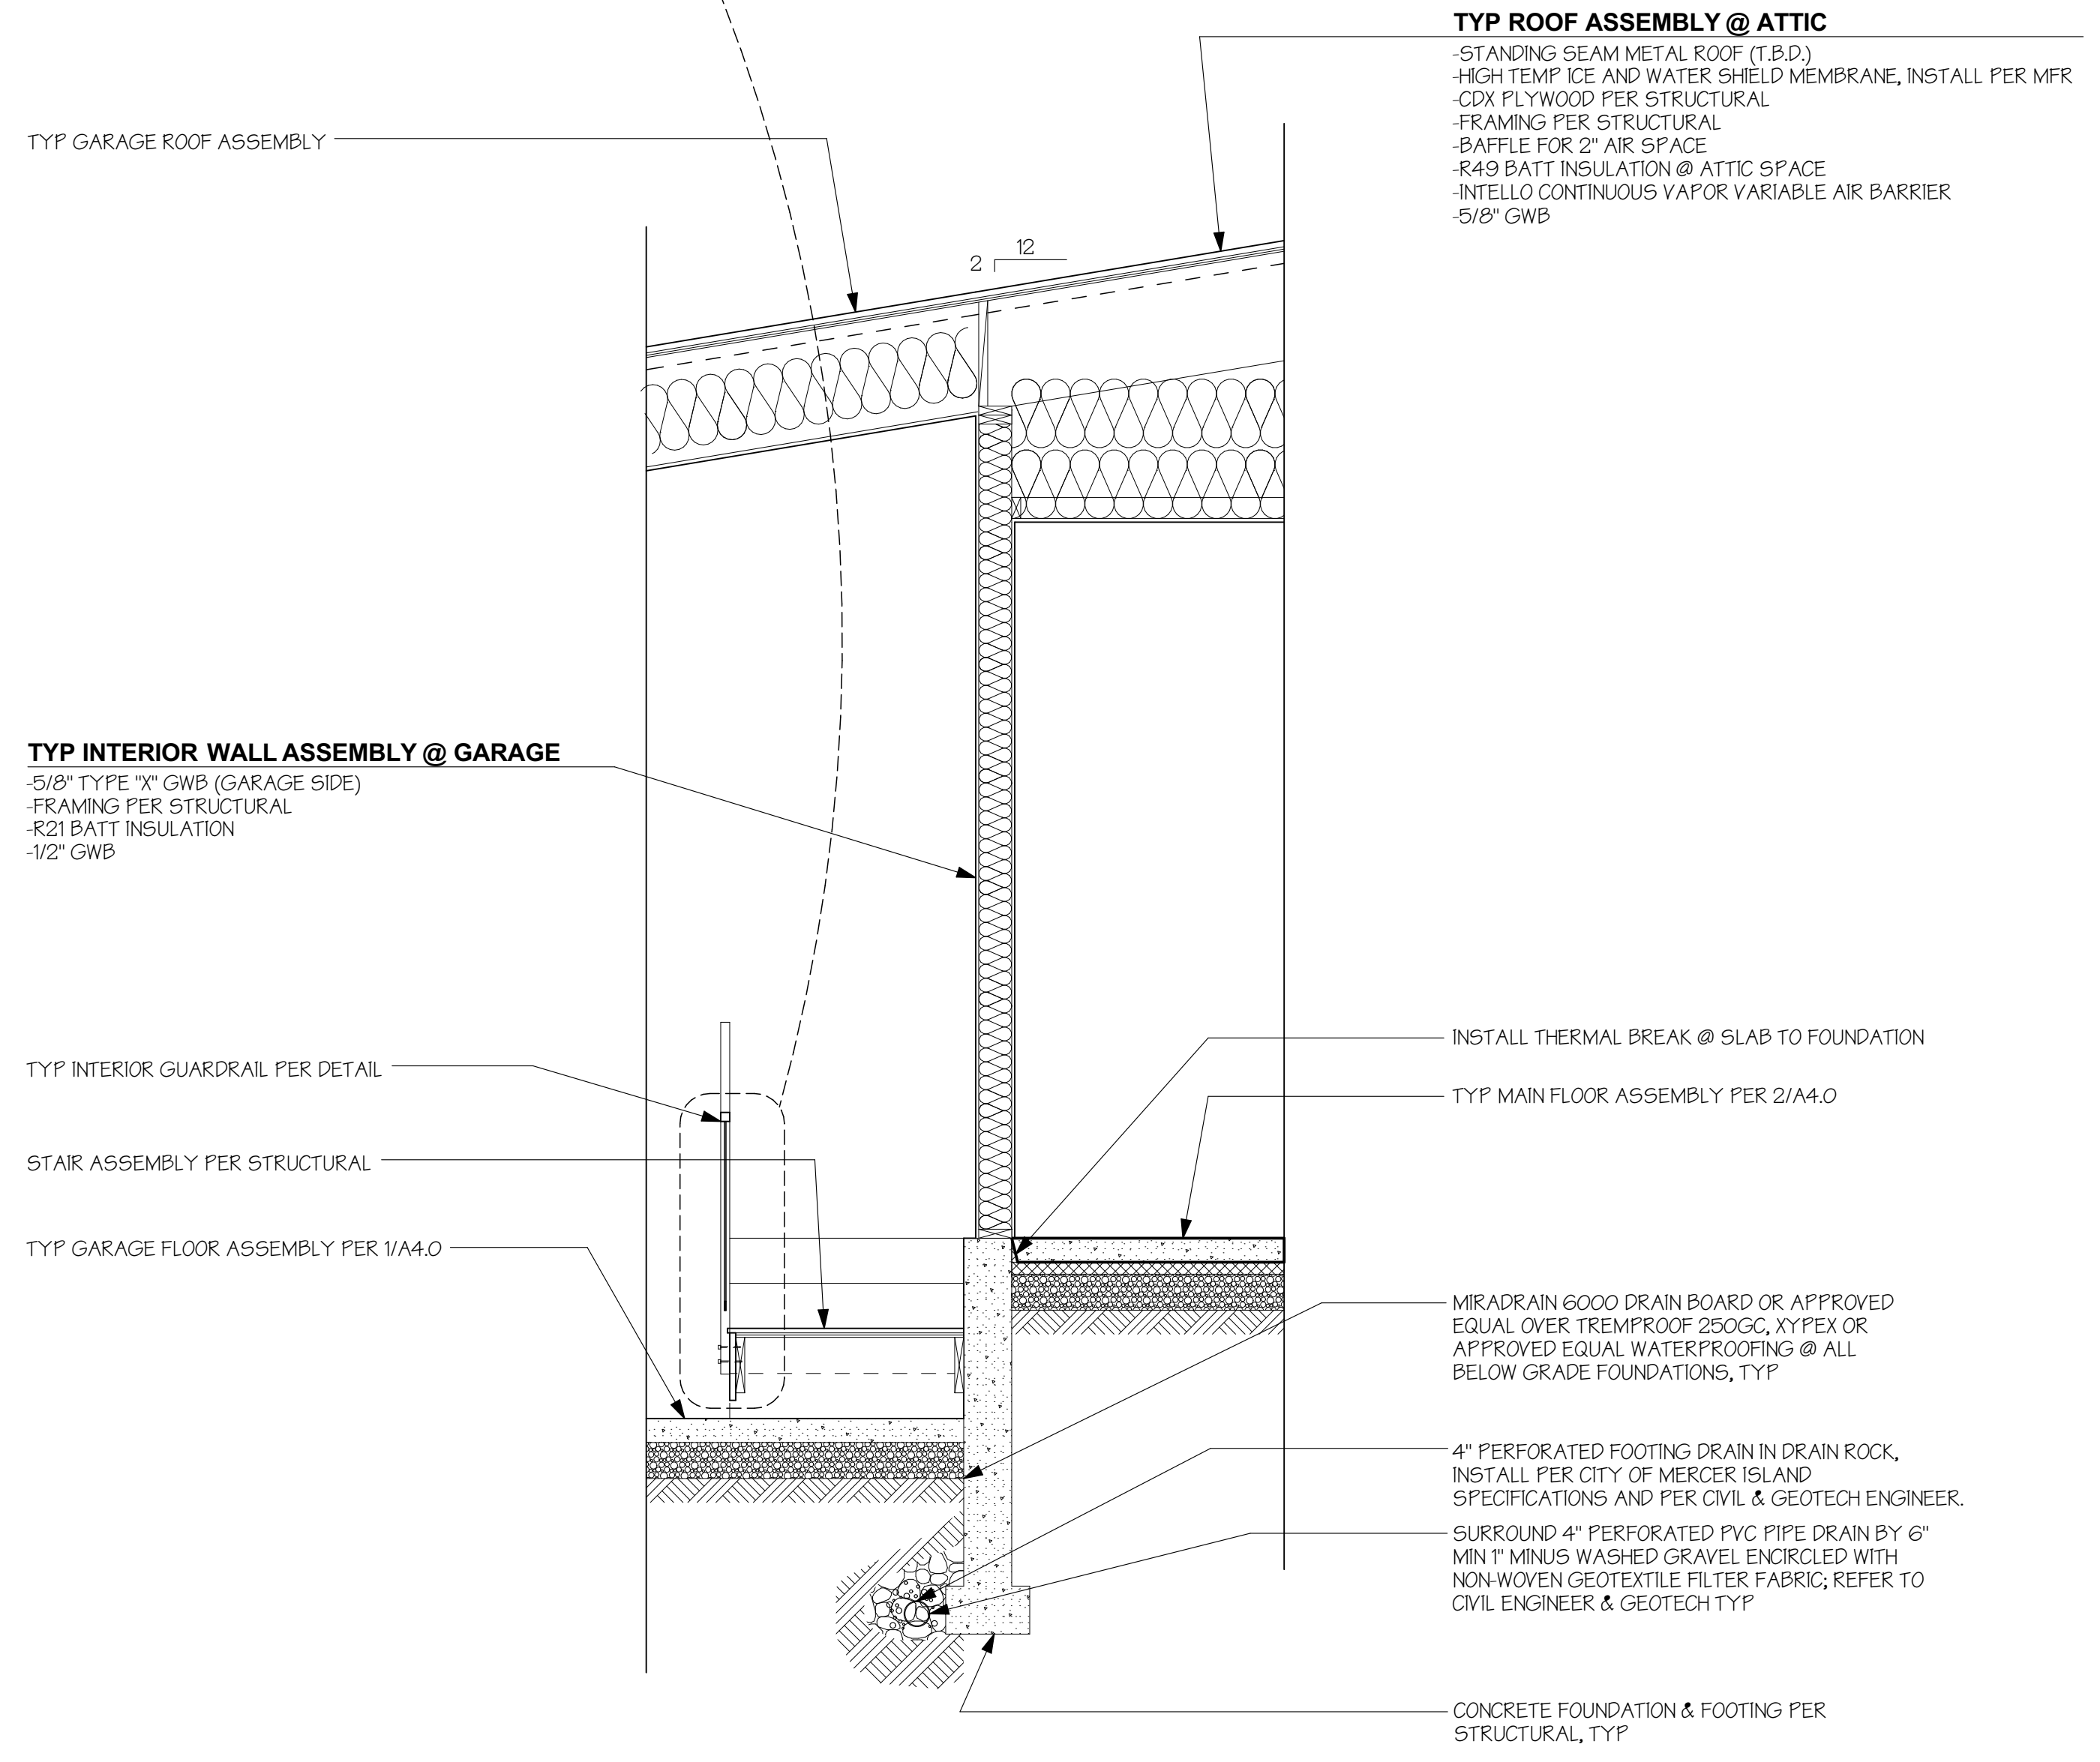 TYP ROOF ASSEMBLY @ ATTIC
-STANDING SEAM METAL ROOF (T.B.D.)
-HIGH TEMP ICE AND WATER SHIELD MEMBRANE, INSTALL PER MFR
-CDX PLYWOOD PER STRUCTURAL
-FRAMING PER STRUCTURAL
-BAFFLE FOR 2" AIR SPACE
-R49 BATT INSULATION @ ATTIC SPACE
-INTELLO CONTINUOUS VAPOR VARIABLE AIR BARRIER
-5/8" GWB
TYP GARAGE ROOF ASSEMBLY
12
2
TYP INTERIOR WALL ASSEMBLY @ GARAGE
-5/8" TYPE "X" GWB (GARAGE SIDE)
-FRAMING PER STRUCTURAL
-R21 BATT INSULATION
-1/2" GWB
TYP INTERIOR GUARDRAIL PER DETAIL
STAIR ASSEMBLY PER STRUCTURAL
TYP GARAGE FLOOR ASSEMBLY PER 1/A4.0
INSTALL THERMAL BREAK @ SLAB TO FOUNDATION
TYP MAIN FLOOR ASSEMBLY PER 2/A4.0
MIRADRAIN 6000 DRAIN BOARD OR APPROVED
EQUAL OVER TREMPROOF 250GC, XYPEX OR
APPROVED EQUAL WATERPROOFING @ ALL
BELOW GRADE FOUNDATIONS, TYP
4" PERFORATED FOOTING DRAIN IN DRAIN ROCK,
INSTALL PER CITY OF MERCER ISLAND
SPECIFICATIONS AND PER CIVIL & GEOTECH ENGINEER.
SURROUND 4" PERFORATED PVC PIPE DRAIN BY 6"
MIN 1" MINUS WASHED GRAVEL ENCIRCLED WITH
NON-WOVEN GEOTEXTILE FILTER FABRIC; REFER TO
CIVIL ENGINEER & GEOTECH TYP
CONCRETE FOUNDATION & FOOTING PER
STRUCTURAL, TYP